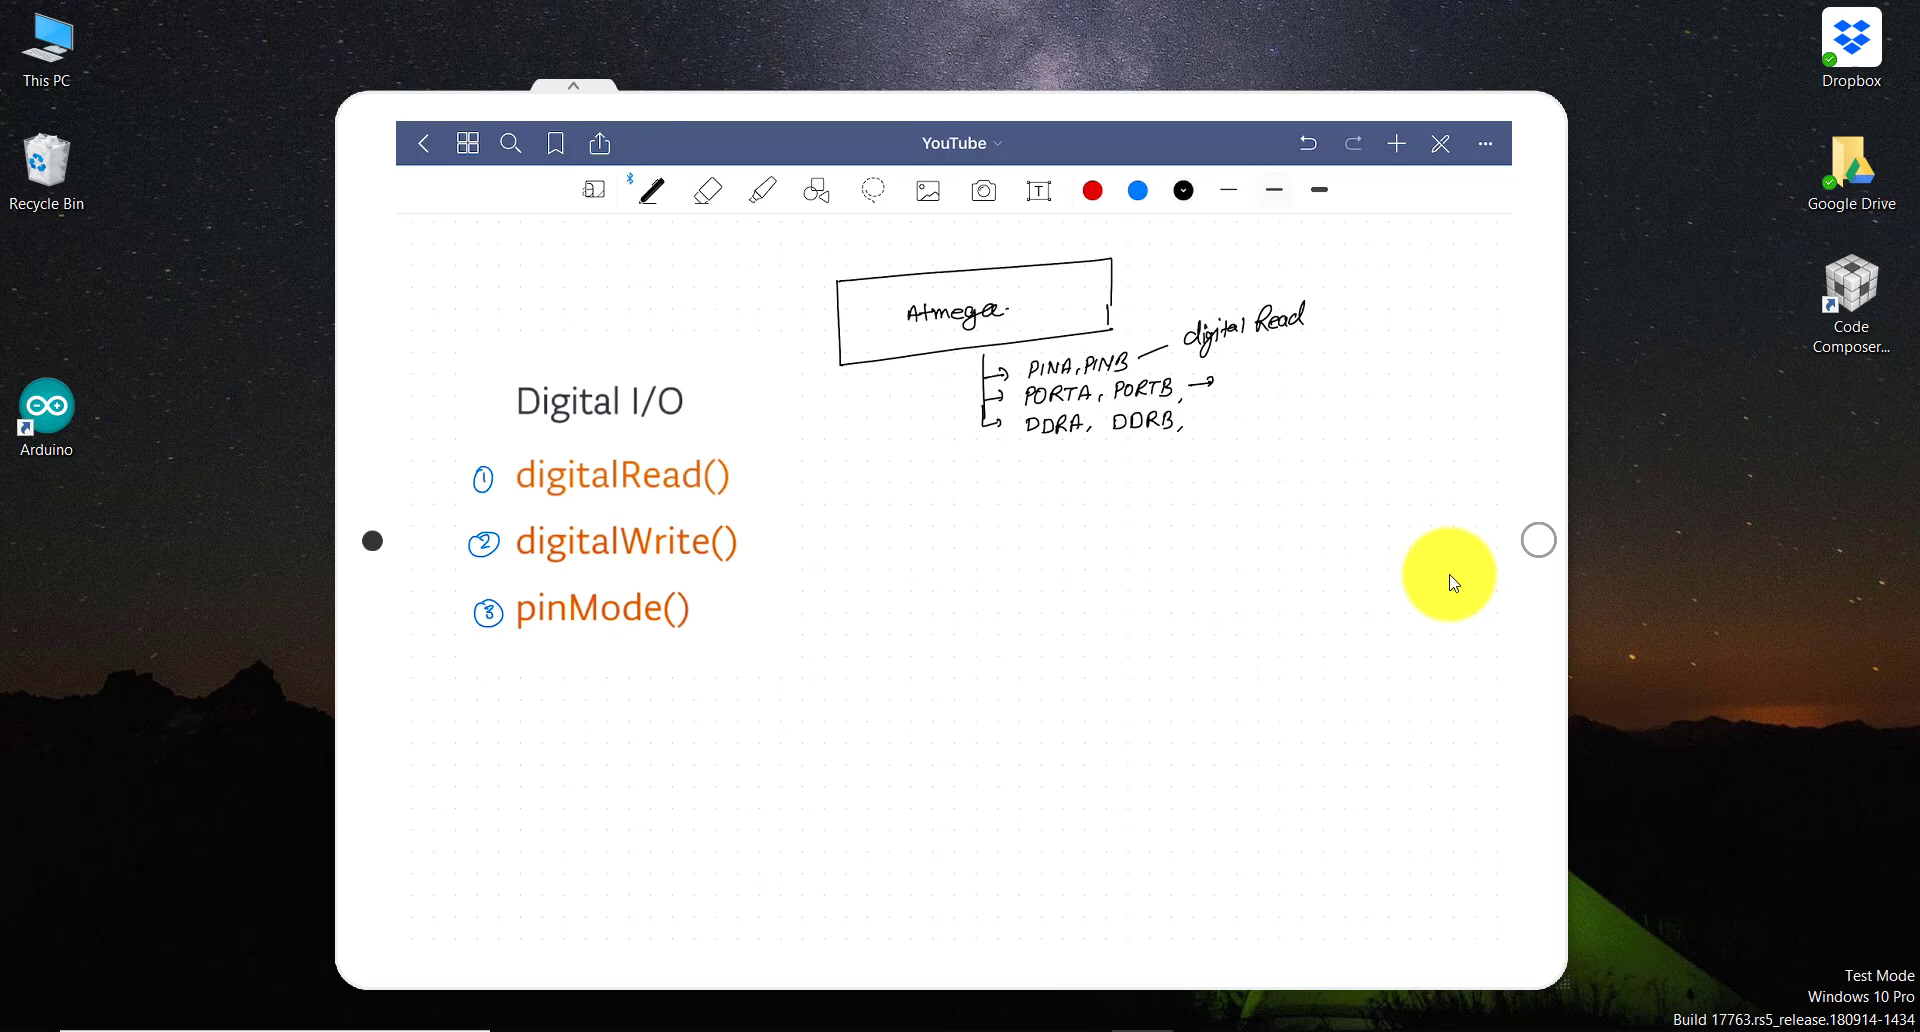 This PC
Recycle Bin
Arduino
Dropbox
Google Drive
Code
Composer...
YouTube
T
Atmega.
digital Read
PINA, PINB
PORTA, PORTB,
DDRA, DDRB,
Digital I/O
1 digitalRead()
2 digitalWrite()
3 pinMode()
Test Mode
Windows 10 Pro
Build 17763.rs5_release.180914-1434